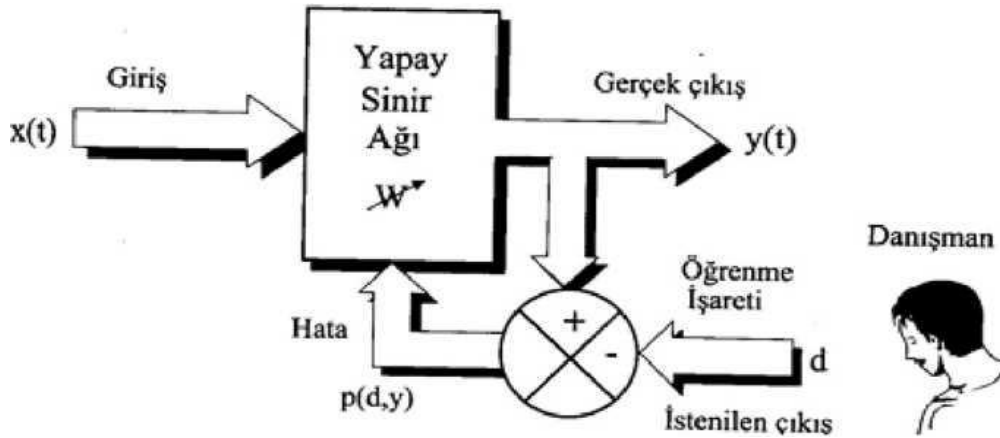 Giriş
x(t)
Yapay
Sinir
Ağı
W
Gerçek çıkış
y(t)
Danışman
Öğrenme
İşareti
+
-
d
Hata
p(d,y)
İstenilen çıkış